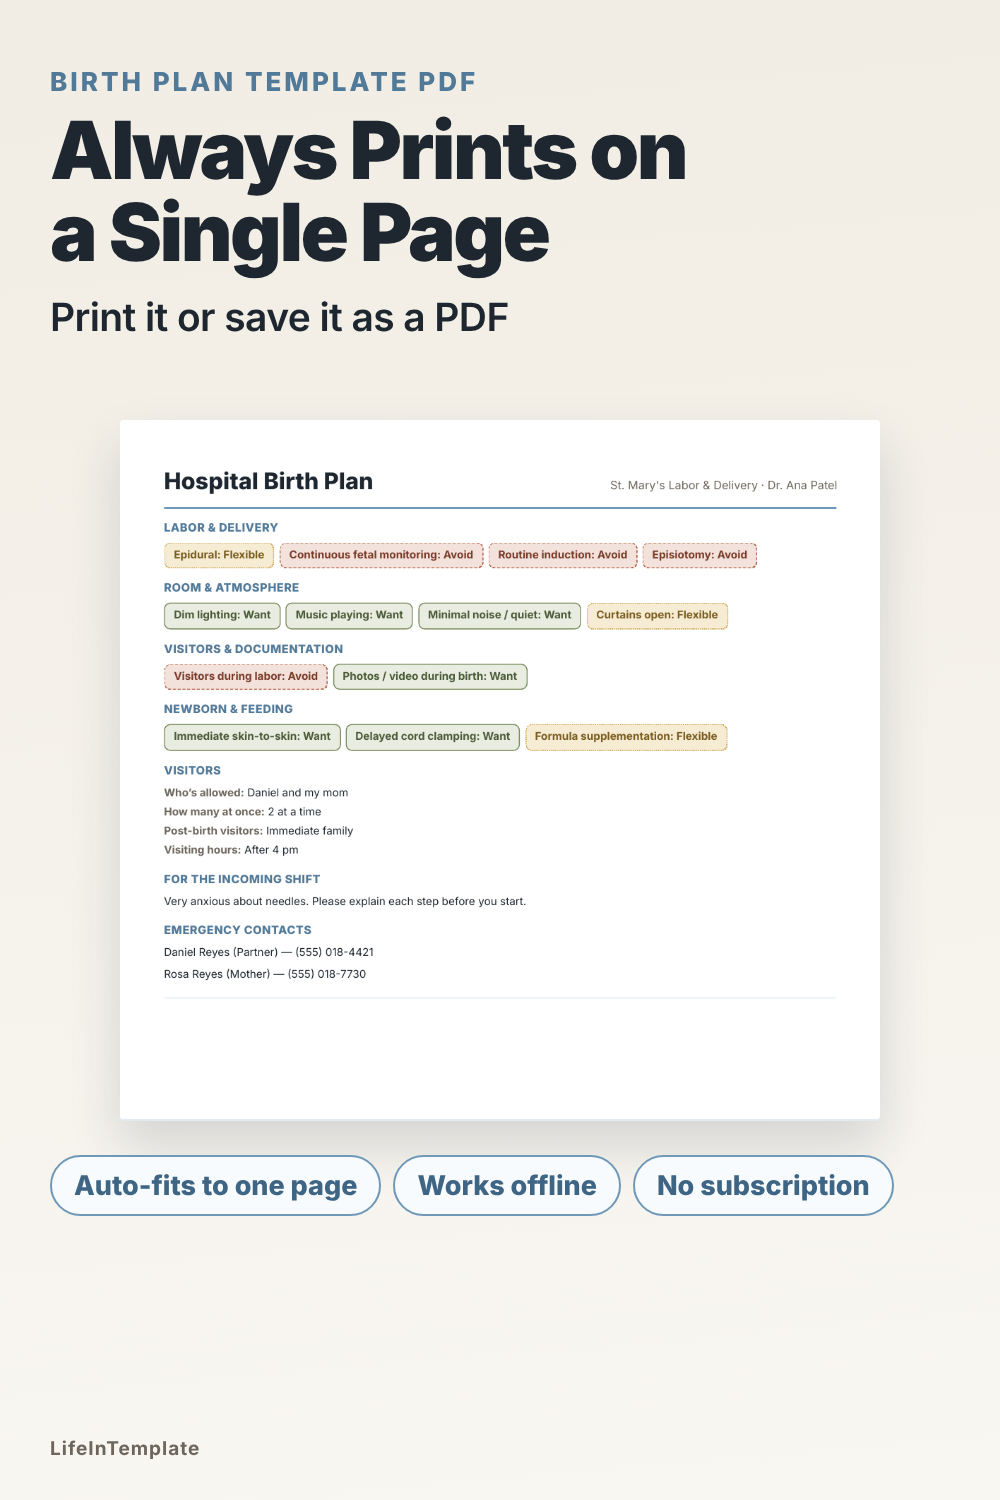 BIRTH PLAN TEMPLATE PDF
Always Prints on
a Single Page
Print it or save it as a PDF
Hospital Birth Plan
St. Mary's Labor & Delivery · Dr. Ana Patel
LABOR & DELIVERY
Epidural: Flexible
Continuous fetal monitoring: Avoid
Routine induction: Avoid
Episiotomy: Avoid
ROOM & ATMOSPHERE
Dim lighting: Want
Music playing: Want
Minimal noise / quiet: Want
Curtains open: Flexible
VISITORS & DOCUMENTATION
Visitors during labor: Avoid
Photos / video during birth: Want
NEWBORN & FEEDING
Immediate skin-to-skin: Want
Delayed cord clamping: Want
Formula supplementation: Flexible
VISITORS
Who's allowed: Daniel and my mom
How many at once: 2 at a time
Post-birth visitors: Immediate family
Visiting hours: After 4 pm
FOR THE INCOMING SHIFT
Very anxious about needles. Please explain each step before you start.
EMERGENCY CONTACTS
Daniel Reyes (Partner) — (555) 018-4421
Rosa Reyes (Mother) — (555) 018-7730
Auto-fits to one page
Works offline
No subscription
LifeInTemplate